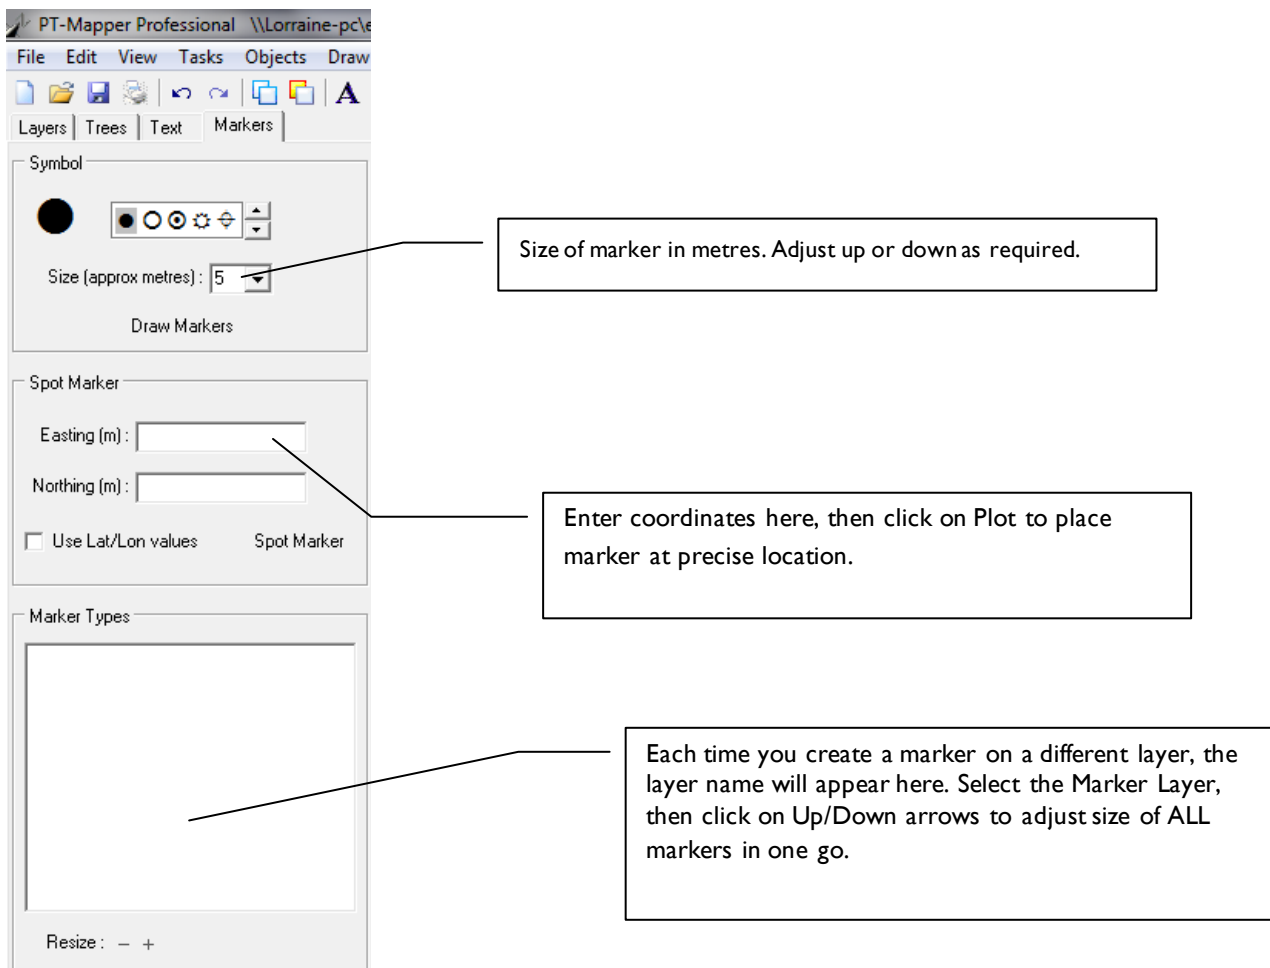 PT-Mapper Professional \\Lorraine-pc\e
File Edit View Tasks Objects Draw
A
Layers Trees Text Markers
Symbol
Size (approx metres) : 5
Draw Markers
Size of marker in metres. Adjust up or down as required.
Spot Marker
Easting (m) :
Northing (m) :
Use Lat/Lon values Spot Marker
Enter coordinates here, then click on Plot to place
marker at precise location.
Marker Types
Each time you create a marker on a different layer, the
layer name will appear here. Select the Marker Layer,
then click on Up/Down arrows to adjust size of ALL
markers in one go.
Resize : – +